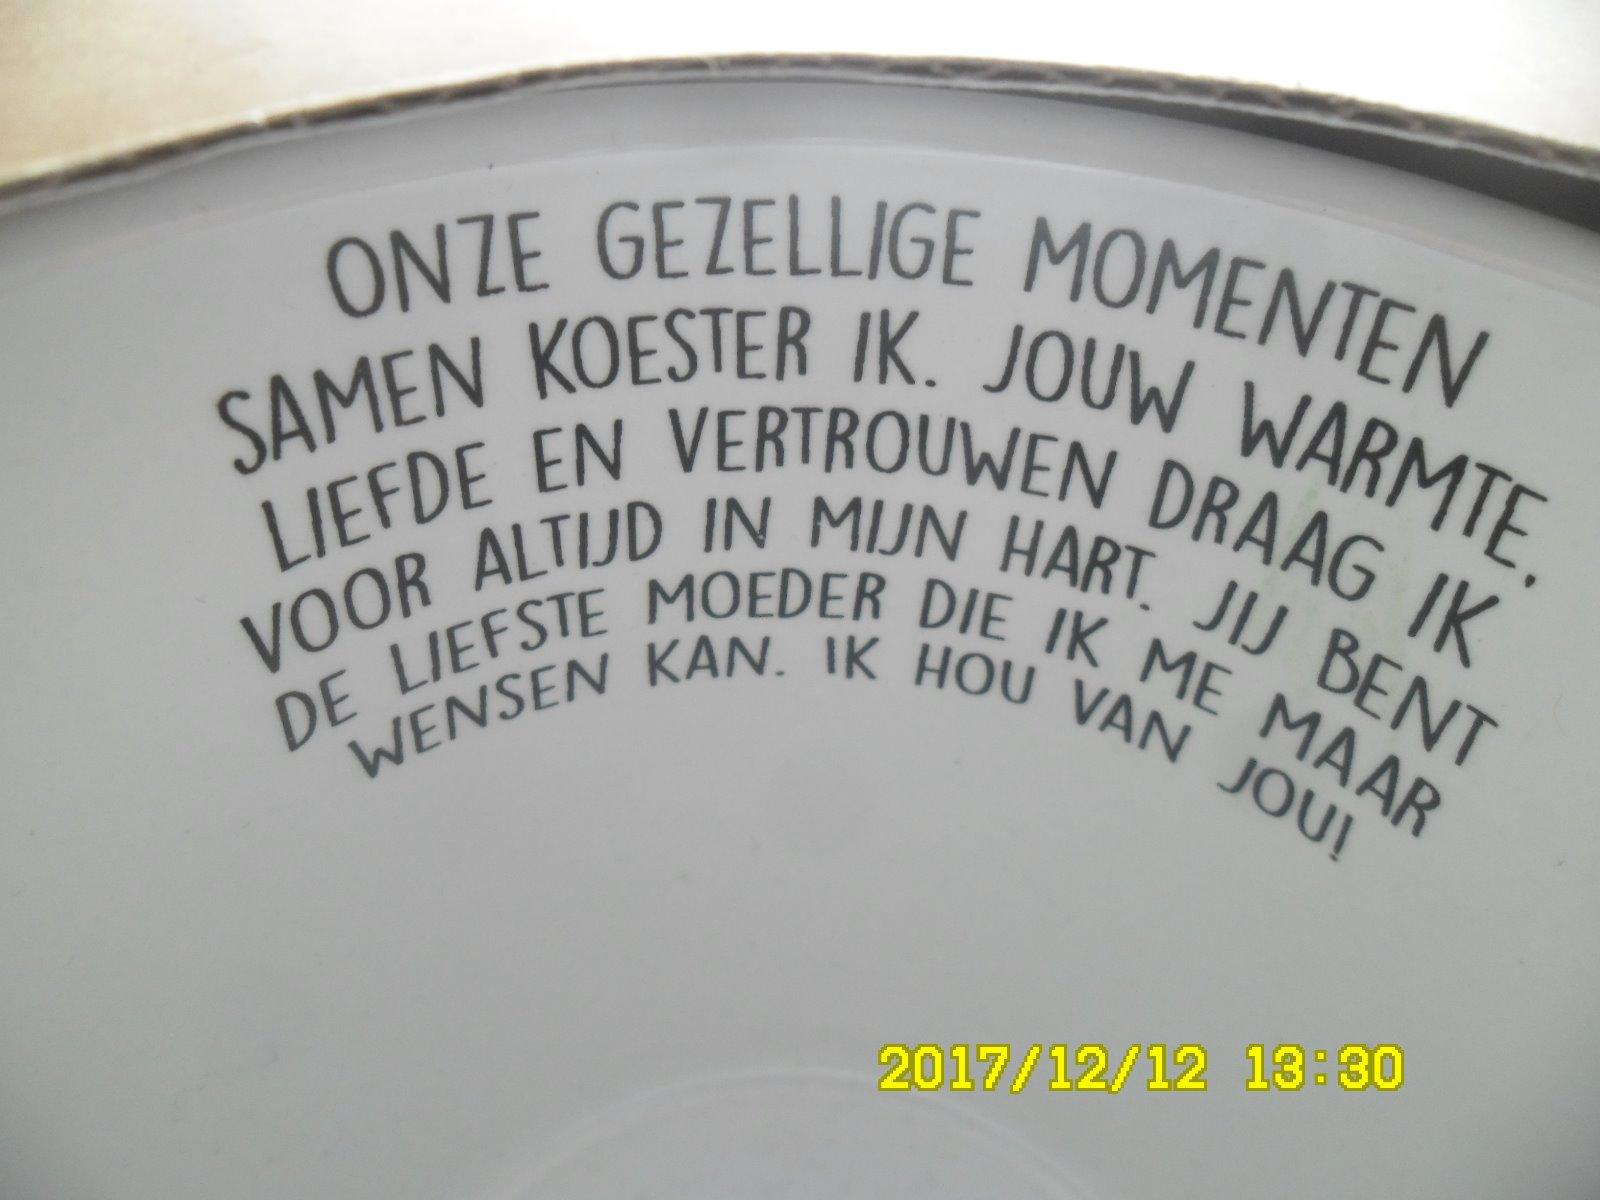 ONZE GEZELLIGE MOMENTEN
SAMEN KOESTER IK. JOUW WARMTE,
LIEFDE EN VERTROUWEN DRAAG IK
VOOR ALTIJD IN MIJN HART. JIJ BENT
DE LIEFSTE MOEDER DIE IK ME MAAR
WENSEN KAN. IK HOU VAN JOU!
2017/12/12 13:30